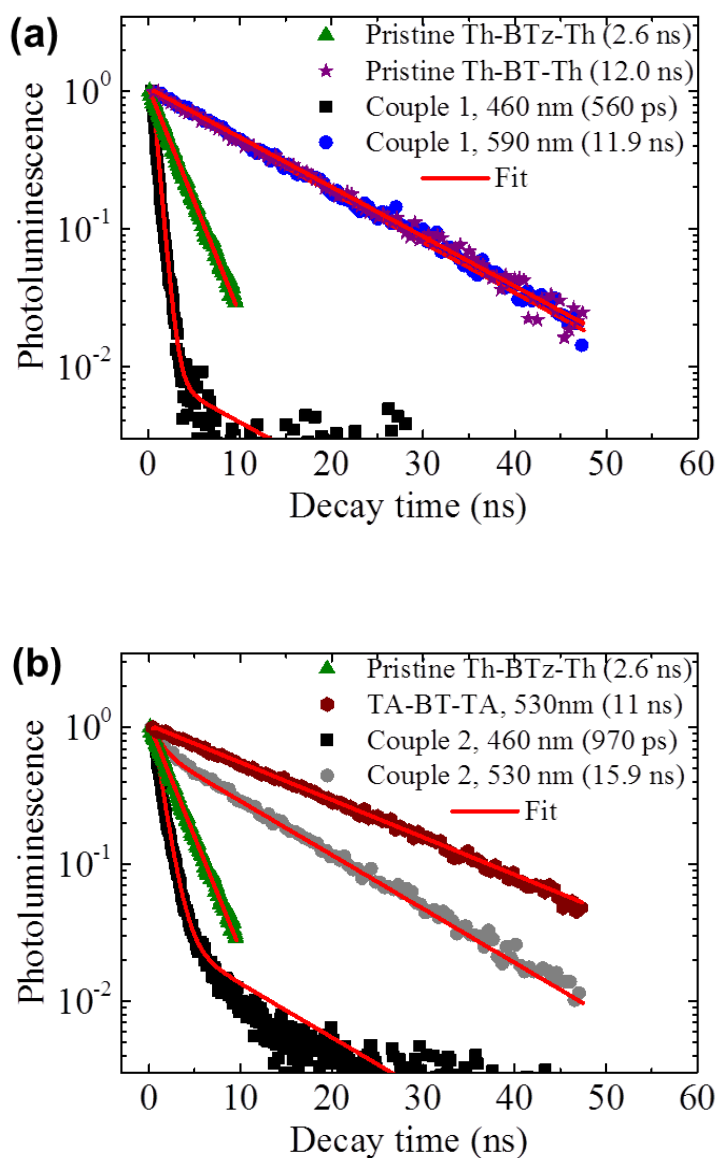 (a)
Pristine Th-BTz-Th (2.6 ns)
Pristine Th-BT-Th (12.0 ns)
Couple 1, 460 nm (560 ps)
Couple 1, 590 nm (11.9 ns)
Fit
Photoluminescence
10^0
10^-1
10^-2
0 10 20 30 40 50 60
Decay time (ns)
(b)
Pristine Th-BTz-Th (2.6 ns)
TA-BT-TA, 530nm (11 ns)
Couple 2, 460 nm (970 ps)
Couple 2, 530 nm (15.9 ns)
Fit
Photoluminescence
10^0
10^-1
10^-2
0 10 20 30 40 50 60
Decay time (ns)